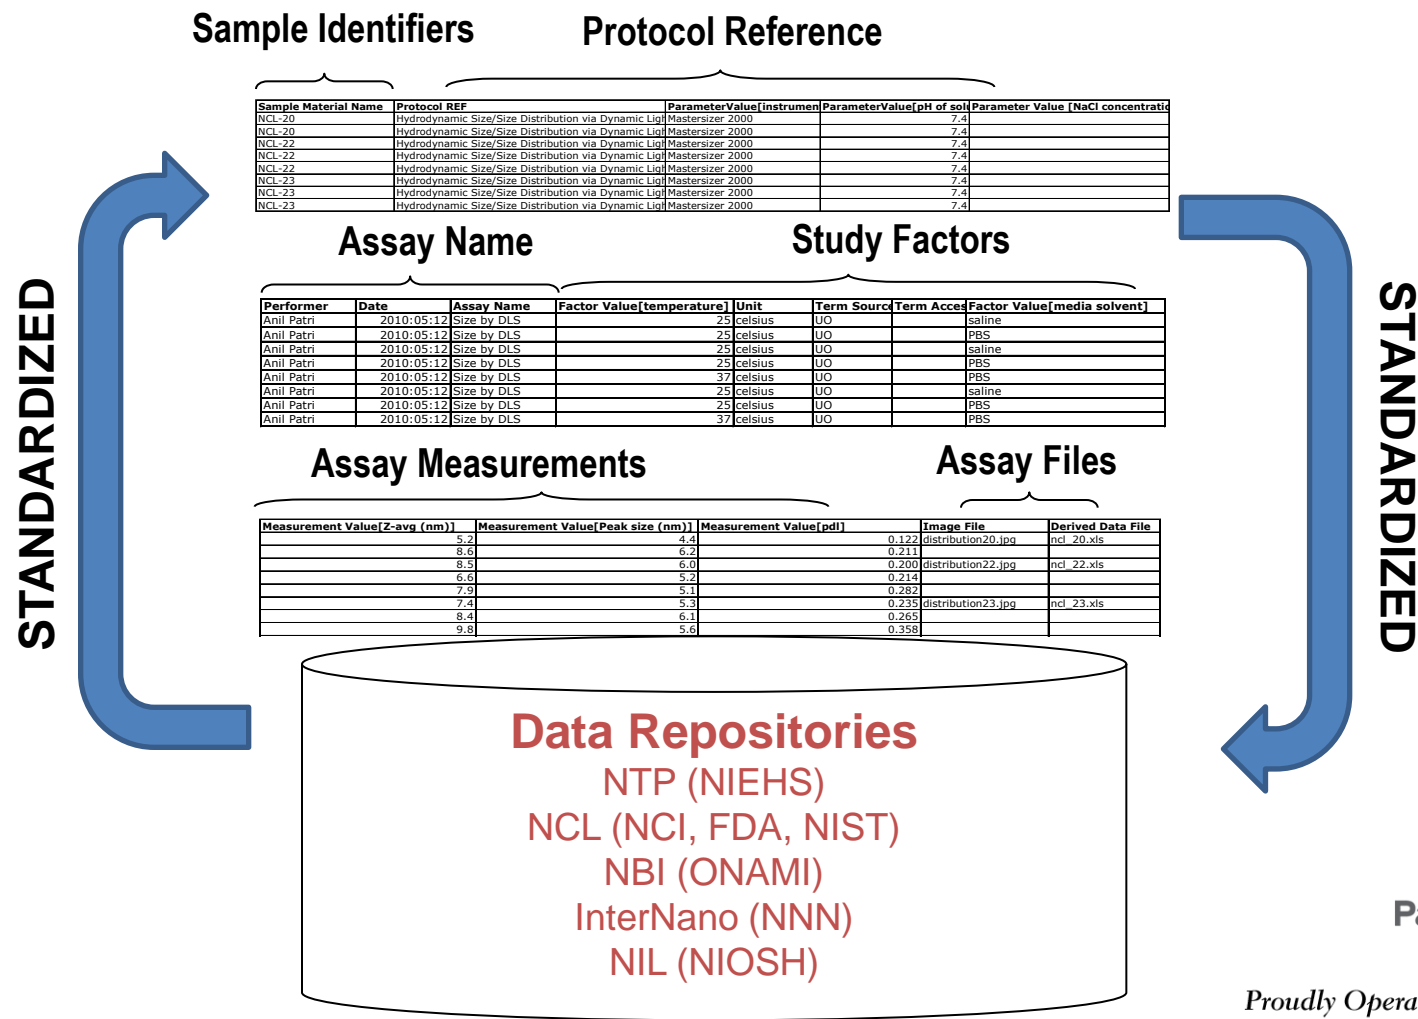 Sample Identifiers Protocol Reference
Sample Material Name Protocol REF ParameterValue[instrumen ParameterValue[pH of solu Parameter Value [NaCl concentratio
NCL-20 Hydrodynamic Size/Size Distribution via Dynamic Ligh Mastersizer 2000 7.4
NCL-20 Hydrodynamic Size/Size Distribution via Dynamic Ligh Mastersizer 2000 7.4
NCL-22 Hydrodynamic Size/Size Distribution via Dynamic Ligh Mastersizer 2000 7.4
NCL-22 Hydrodynamic Size/Size Distribution via Dynamic Ligh Mastersizer 2000 7.4
NCL-22 Hydrodynamic Size/Size Distribution via Dynamic Ligh Mastersizer 2000 7.4
NCL-23 Hydrodynamic Size/Size Distribution via Dynamic Ligh Mastersizer 2000 7.4
NCL-23 Hydrodynamic Size/Size Distribution via Dynamic Ligh Mastersizer 2000 7.4
NCL-23 Hydrodynamic Size/Size Distribution via Dynamic Ligh Mastersizer 2000 7.4
Assay Name Study Factors
Performer Date Assay Name Factor Value[temperature] Unit Term Source Term Acces Factor Value[media solvent]
Anil Patri 2010:05:12 Size by DLS 25 celsius UO saline
Anil Patri 2010:05:12 Size by DLS 25 celsius UO PBS
Anil Patri 2010:05:12 Size by DLS 25 celsius UO saline
Anil Patri 2010:05:12 Size by DLS 25 celsius UO PBS
Anil Patri 2010:05:12 Size by DLS 37 celsius UO PBS
Anil Patri 2010:05:12 Size by DLS 25 celsius UO saline
Anil Patri 2010:05:12 Size by DLS 25 celsius UO PBS
Anil Patri 2010:05:12 Size by DLS 37 celsius UO PBS
STANDARDIZED
STANDARDIZED
Assay Measurements Assay Files
Measurement Value[Z-avg (nm)] Measurement Value[Peak size (nm)] Measurement Value[pdl] Image File Derived Data File
5.2 4.4 0.122 distribution20.jpg ncl_20.xls
8.6 6.2 0.211
8.5 6.0 0.200 distribution22.jpg ncl_22.xls
6.6 5.2 0.214
7.9 5.1 0.282
7.4 5.3 0.235 distribution23.jpg ncl_23.xls
8.4 6.1 0.265
9.8 5.6 0.358
Data Repositories
NTP (NIEHS)
NCL (NCI, FDA, NIST)
NBI (ONAMI)
InterNano (NNN)
NIL (NIOSH)
Pa
Proudly Opera